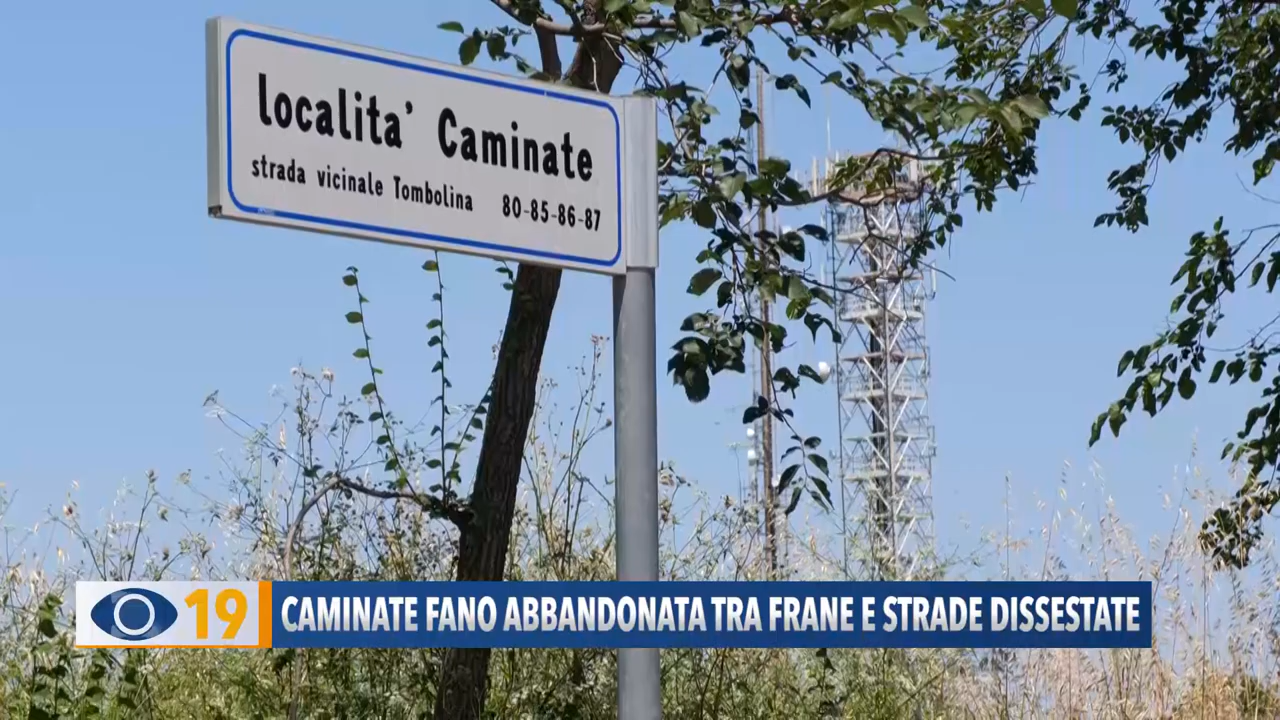 localita' Caminate
strada vicinale Tombolina 80-85-86-87
19 CAMINATE FANO ABBANDONATA TRA FRANE E STRADE DISSESTATE